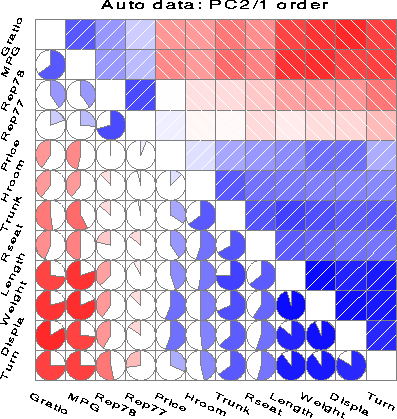 Auto data: PC2/1 order
Gratio
MPG
Rep78
Rep77
Price
Hroom
Trunk
Rseat
Length
Weight
Displa
Turn
Gratio
MPG
Rep78
Rep77
Price
Hroom
Trunk
Rseat
Length
Weight
Displa
Turn